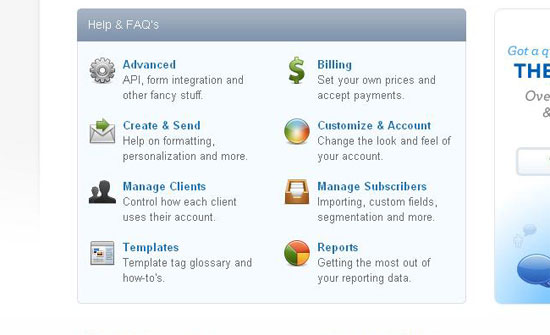 Help & FAQ's
Advanced
API, form integration and
other fancy stuff.
Billing
Set your own prices and
accept payments.
Create & Send
Help on formatting,
personalization and more.
Customize & Account
Change the look and feel of
your account.
Manage Clients
Control how each client
uses their account.
Manage Subscribers
Importing, custom fields,
segmentation and more.
Templates
Template tag glossary and
how-to's.
Reports
Getting the most out of
your reporting data.
Got a q
THE
Ove
&